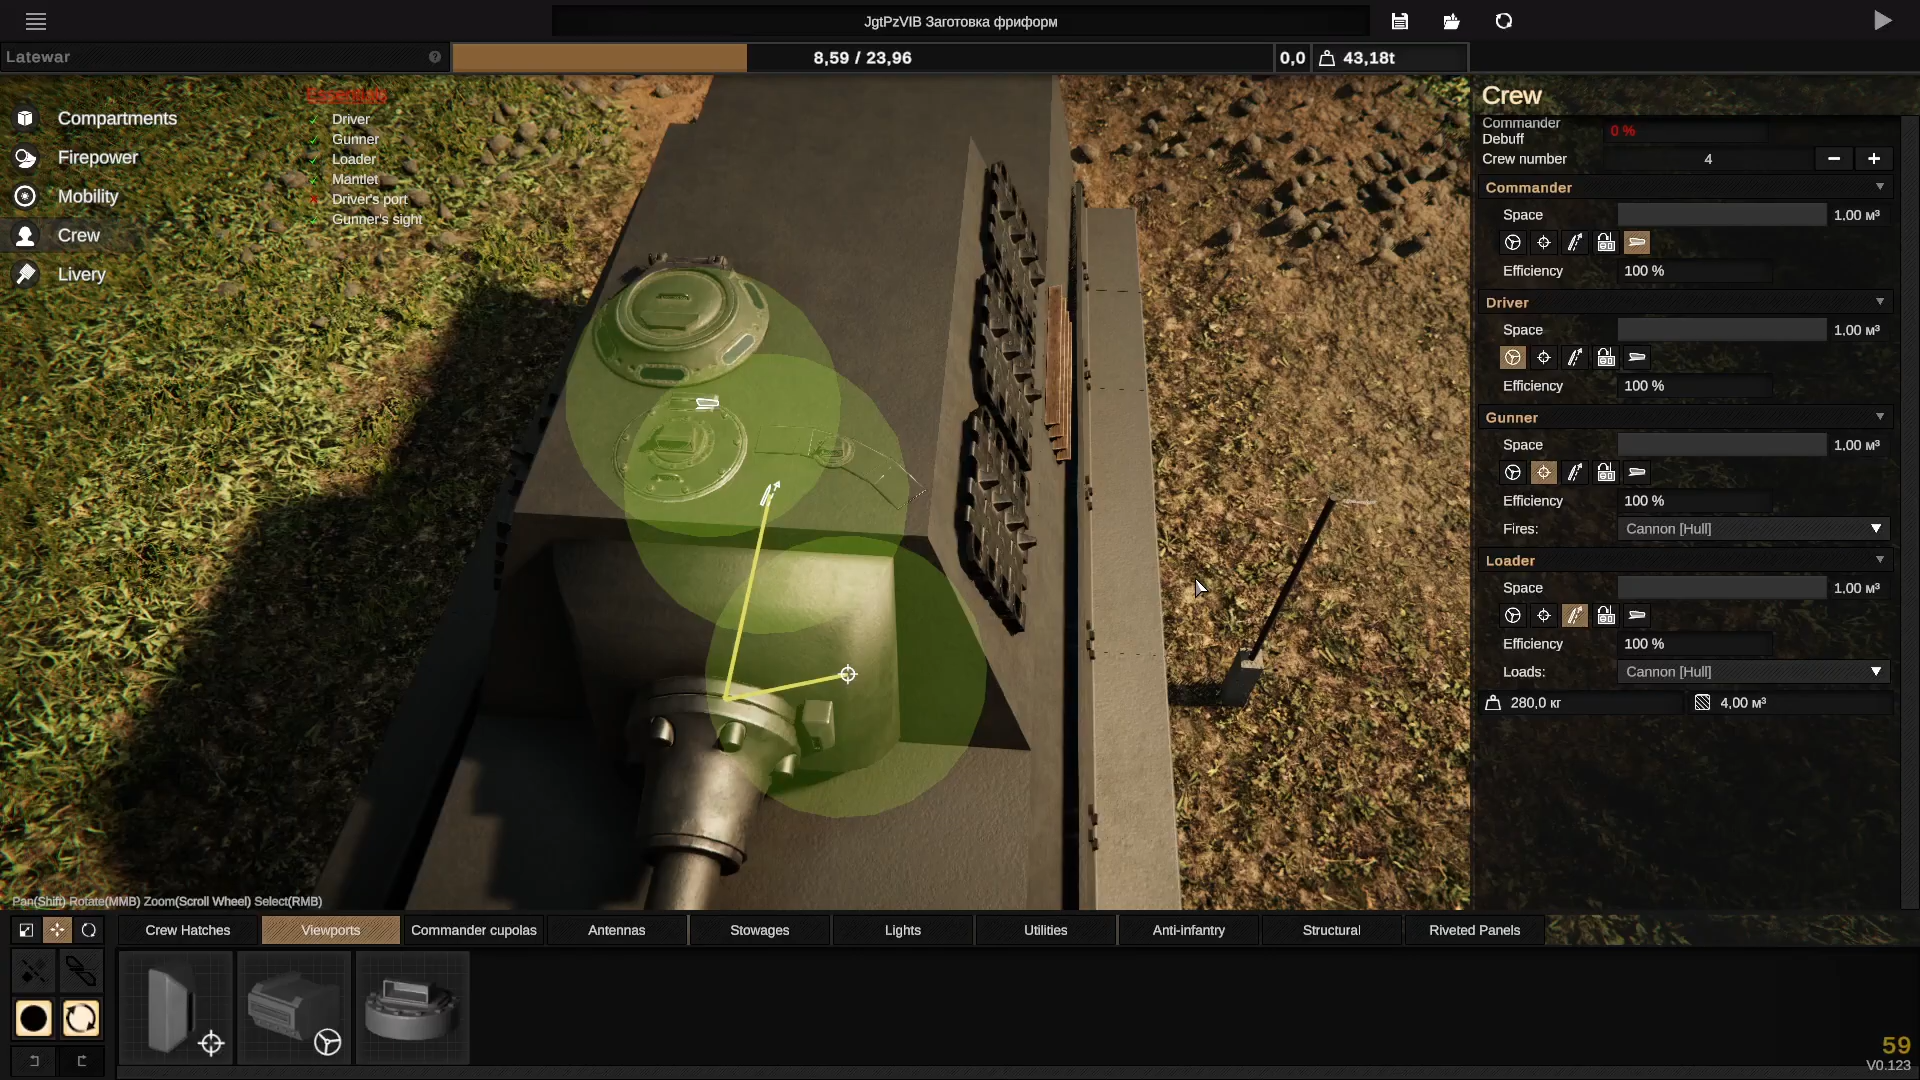 JgtPzVIB Заготовка фриформ
Latewar
?
8,59 / 23,96
0,0
43,18t
Compartments
Firepower
Mobility
Crew
Livery
Essentials
Driver
Gunner
Loader
Mantlet
Driver's port
Gunner's sight
Crew
Commander Debuff
0 %
Crew number
4
Commander
Space
1,00 м³
Efficiency
100 %
Driver
Space
1,00 м³
Efficiency
100 %
Gunner
Space
1,00 м³
Efficiency
100 %
Fires:
Cannon [Hull]
Loader
Space
1,00 м³
Efficiency
100 %
Loads:
Cannon [Hull]
280,0 кг
4,00 м³
Pan(Shift) Rotate(MMB) Zoom(Scroll Wheel) Select(RMB)
Crew Hatches
Viewports
Commander cupolas
Antennas
Stowages
Lights
Utilities
Anti-infantry
Structural
Riveted Panels
59
V0.123